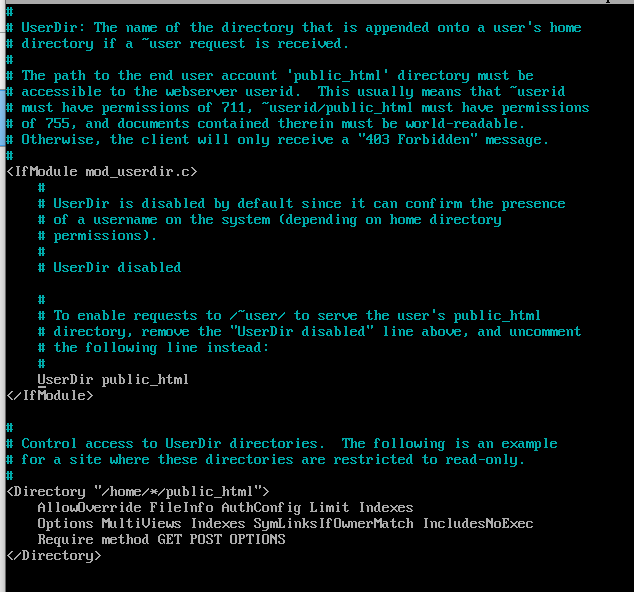 #
# UserDir: The name of the directory that is appended onto a user's home
# directory if a ~user request is received.
#
# The path to the end user account 'public_html' directory must be
# accessible to the webserver userid.  This usually means that ~userid
# must have permissions of 711, ~userid/public_html must have permissions
# of 755, and documents contained therein must be world-readable.
# Otherwise, the client will only receive a "403 Forbidden" message.
#
<IfModule mod_userdir.c>
    #
    # UserDir is disabled by default since it can confirm the presence
    # of a username on the system (depending on home directory
    # permissions).
    #
    # UserDir disabled

    #
    # To enable requests to /~user/ to serve the user's public_html
    # directory, remove the "UserDir disabled" line above, and uncomment
    # the following line instead:
    #
    UserDir public_html
</IfModule>

#
# Control access to UserDir directories.  The following is an example
# for a site where these directories are restricted to read-only.
#
<Directory "/home/*/public_html">
    AllowOverride FileInfo AuthConfig Limit Indexes
    Options MultiViews Indexes SymLinksIfOwnerMatch IncludesNoExec
    Require method GET POST OPTIONS
</Directory>